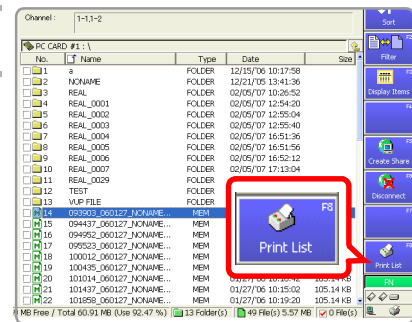 Channel : 1-1,1-2
Sort
PC CARD #1 : \
F2
Filter
No. Name Type Date Size
1 a FOLDER 12/15/'06 10:17:58
2 NONAME FOLDER 12/21/'05 13:41:36
3 REAL FOLDER 02/05/'07 10:26:52
4 REAL_0001 FOLDER 02/05/'07 12:54:20
5 REAL_0002 FOLDER 02/05/'07 12:55:04
6 REAL_0003 FOLDER 02/05/'07 12:55:40
7 REAL_0004 FOLDER 02/05/'07 16:51:36
8 REAL_0005 FOLDER 02/05/'07 16:51:56
9 REAL_0006 FOLDER 02/05/'07 16:52:12
10 REAL_0007 FOLDER 02/05/'07 17:13:04
11 REAL_0029 FOLDER
12 TEST FOLDER
13 VUP FILE FOLDER
14 093903_060127_NONAME... MEM
15 094437_060127_NONAME... MEM
16 094952_060127_NONAME... MEM
17 095523_060127_NONAME... MEM
18 100012_060127_NONAME... MEM
19 100435_060127_NONAME... MEM
20 101014_060127_NONAME... MEM
21 101437_060127_NONAME... MEM 01/27/'06 10:15:02 105.14 KB
22 101858_060127_NONAME... MEM 01/27/'06 10:19:20 105.14 KB
F3
Display Items
F4
F5
Create Share
F6
Disconnect
F7
F8
Print List
F8
Print List
FN
MB Free / Total 60.91 MB (Use 92.47 %) 13 Folder(s) 49 File(s) 5.57 MB 0 File(s)